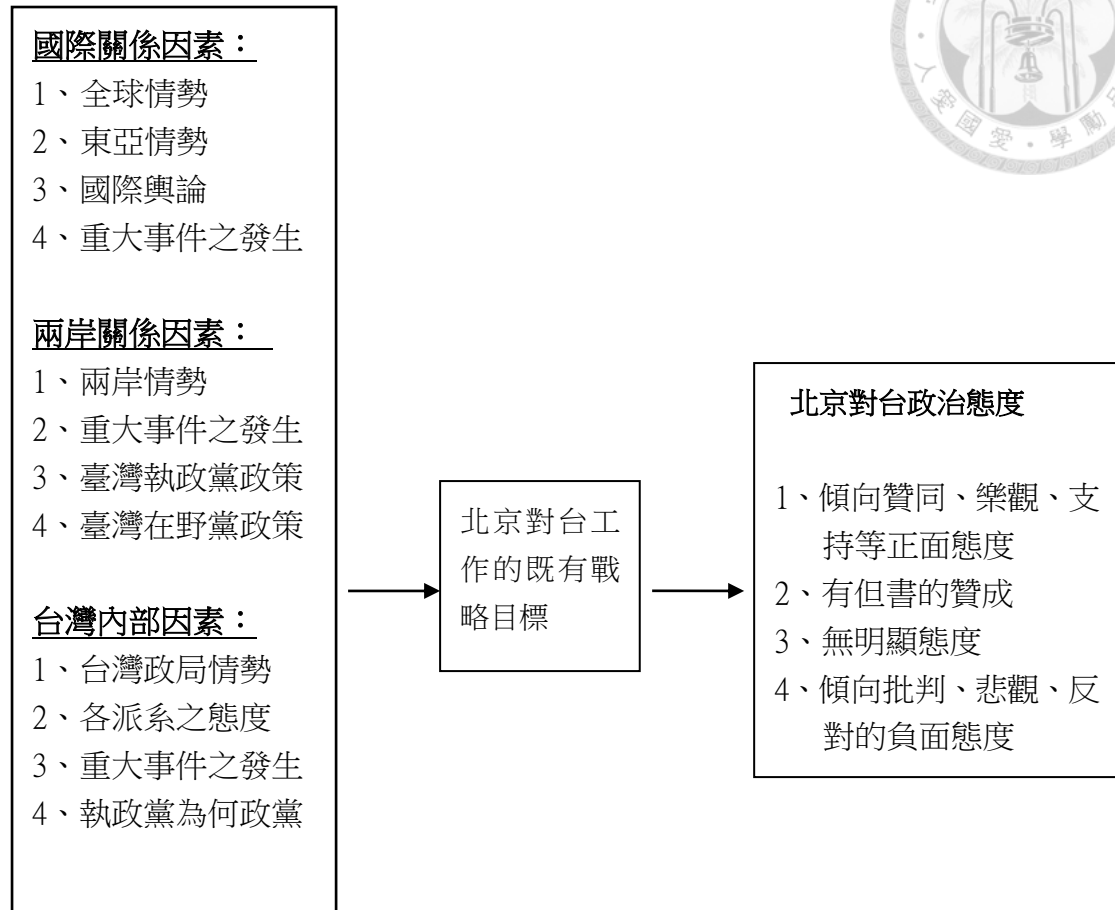 國際關係因素：
1、全球情勢
2、東亞情勢
3、國際輿論
4、重大事件之發生
兩岸關係因素：
1、兩岸情勢
2、重大事件之發生
3、臺灣執政黨政策
4、臺灣在野黨政策
台灣內部因素：
1、台灣政局情勢
2、各派系之態度
3、重大事件之發生
4、執政黨為何政黨
北京對台工
作的既有戰
略目標
北京對台政治態度
1、傾向贊同、樂觀、支
持等正面態度
2、有但書的贊成
3、無明顯態度
4、傾向批判、悲觀、反
對的負面態度
人愛國愛・學勵